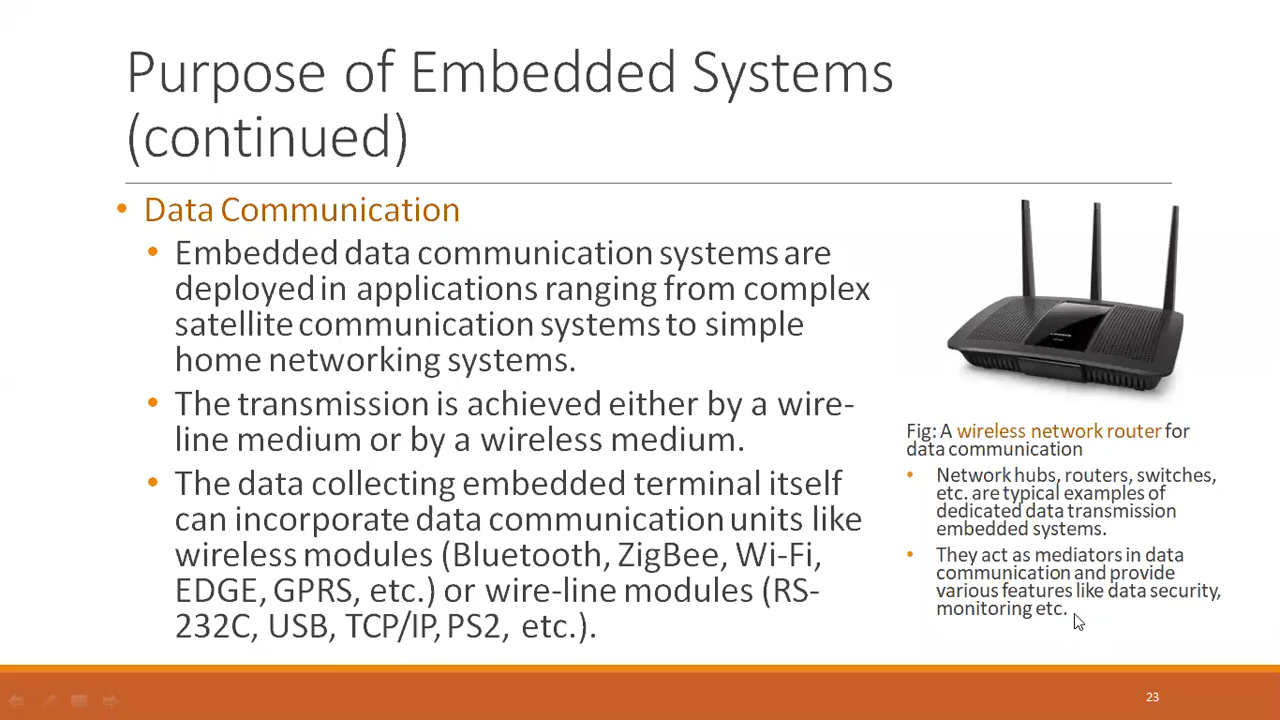 Purpose of Embedded Systems
(continued)
• Data Communication
• Embedded data communication systems are
deployed in applications ranging from complex
satellite communication systems to simple
home networking systems.
• The transmission is achieved either by a wire-
line medium or by a wireless medium.
• The data collecting embedded terminal itself
can incorporate data communication units like
wireless modules (Bluetooth, ZigBee, Wi-Fi,
EDGE, GPRS, etc.) or wire-line modules (RS-
232C, USB, TCP/IP, PS2, etc.).
Fig: A wireless network router for
data communication
• Network hubs, routers, switches,
etc. are typical examples of
dedicated data transmission
embedded systems.
• They act as mediators in data
communication and provide
various features like data security,
monitoring etc.
23